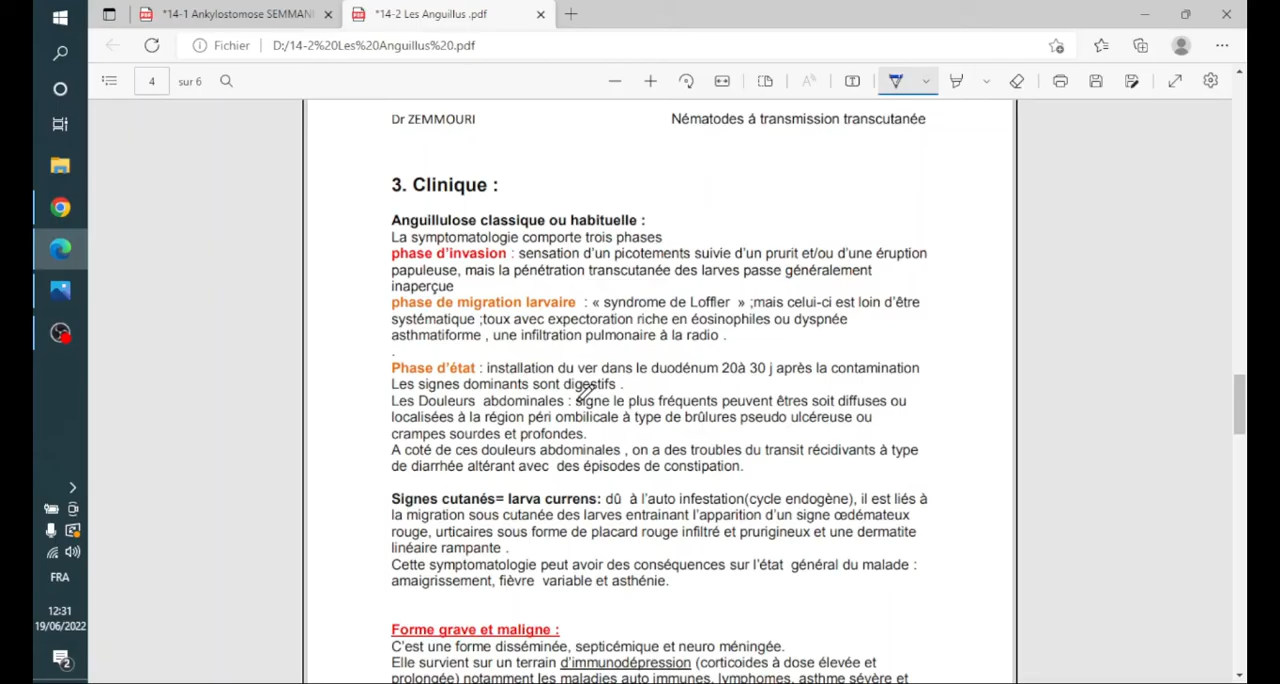 *14-1 Ankylostomose SEMMANI
*14-2 Les Anguillus .pdf
Fichier
D:/14-2%20Les%20Anguillus%20.pdf
4 sur 6
Dr ZEMMOURI Nématodes á transmission transcutanée
3. Clinique :
Anguillulose classique ou habituelle :
La symptomatologie comporte trois phases
phase d’invasion : sensation d’un picotements suivie d’un prurit et/ou d’une éruption
papuleuse, mais la pénétration transcutanée des larves passe généralement
inaperçue
phase de migration larvaire : « syndrome de Loffler » ;mais celui-ci est loin d’être
systématique ;toux avec expectoration riche en éosinophiles ou dyspnée
asthmatiforme , une infiltration pulmonaire à la radio .
.
Phase d’état : installation du ver dans le duodénum 20à 30 j après la contamination
Les signes dominants sont digestifs .
Les Douleurs abdominales : signe le plus fréquents peuvent êtres soit diffuses ou
localisées à la région péri ombilicale à type de brûlures pseudo ulcéreuse ou
crampes sourdes et profondes.
A coté de ces douleurs abdominales , on a des troubles du transit récidivants à type
de diarrhée altérant avec des épisodes de constipation.
Signes cutanés= larva currens: dû à l’auto infestation(cycle endogène), il est liés à
la migration sous cutanée des larves entrainant l’apparition d’un signe œdémateux
rouge, urticaires sous forme de placard rouge infiltré et prurigineux et une dermatite
linéaire rampante .
Cette symptomatologie peut avoir des conséquences sur l’état général du malade :
amaigrissement, fièvre variable et asthénie.
Forme grave et maligne :
C’est une forme disséminée, septicémique et neuro méningée.
Elle survient sur un terrain d’immunodépression (corticoides à dose élevée et
prolongée) notamment les maladies auto immunes, lymphomes, asthme sévère et
FRA
12:31
19/06/2022
2